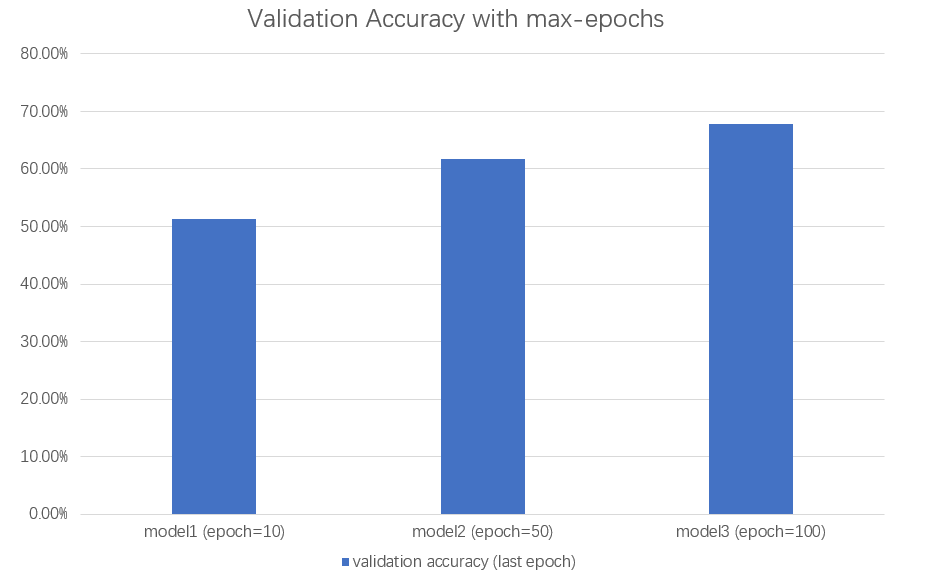 Validation Accuracy with max-epochs
80.00%
70.00%
60.00%
50.00%
40.00%
30.00%
20.00%
10.00%
0.00%
model1 (epoch=10)
model2 (epoch=50)
model3 (epoch=100)
validation accuracy (last epoch)